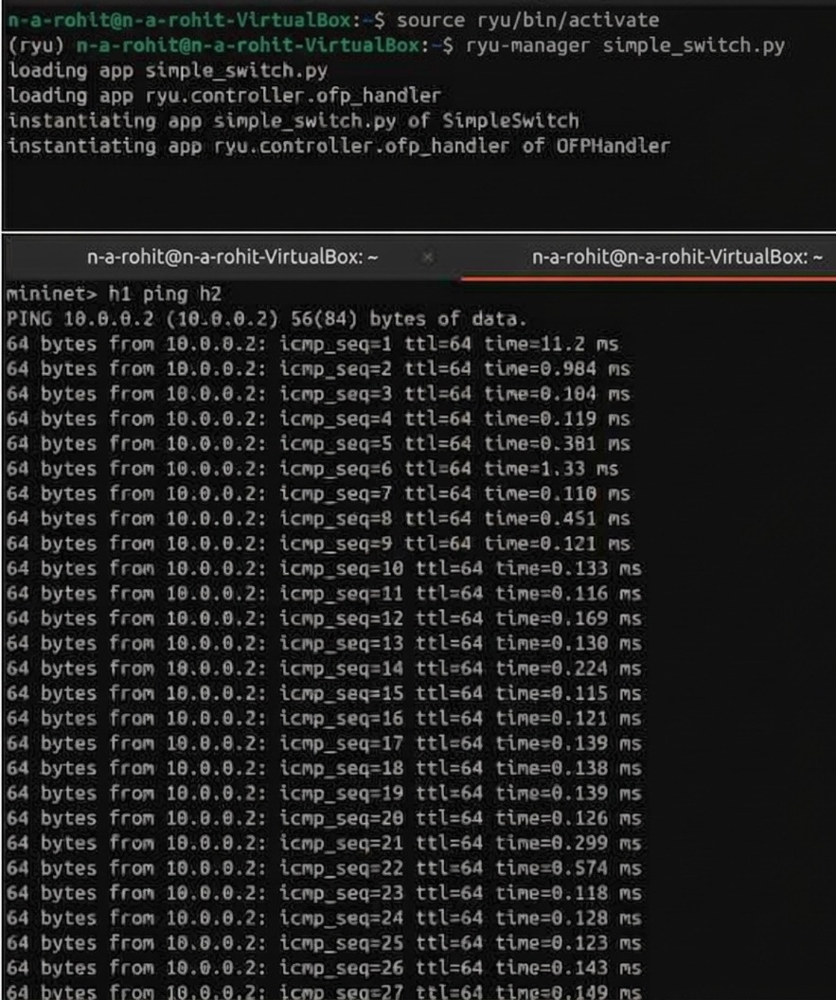 n-a-rohit@n-a-rohit-VirtualBox:~$ source ryu/bin/activate
(ryu) n-a-rohit@n-a-rohit-VirtualBox:~$ ryu-manager simple_switch.py
loading app simple_switch.py
loading app ryu.controller.ofp_handler
instantiating app simple_switch.py of SimpleSwitch
instantiating app ryu.controller.ofp_handler of OFPHandler
n-a-rohit@n-a-rohit-VirtualBox: ~ × n-a-rohit@n-a-rohit-VirtualBox: ~
mininet> h1 ping h2
PING 10.0.0.2 (10.0.0.2) 56(84) bytes of data.
64 bytes from 10.0.0.2: icmp_seq=1 ttl=64 time=11.2 ms
64 bytes from 10.0.0.2: icmp_seq=2 ttl=64 time=0.984 ms
64 bytes from 10.0.0.2: icmp_seq=3 ttl=64 time=0.104 ms
64 bytes from 10.0.0.2: icmp_seq=4 ttl=64 time=0.119 ms
64 bytes from 10.0.0.2: icmp_seq=5 ttl=64 time=0.381 ms
64 bytes from 10.0.0.2: icmp_seq=6 ttl=64 time=1.33 ms
64 bytes from 10.0.0.2: icmp_seq=7 ttl=64 time=0.110 ms
64 bytes from 10.0.0.2: icmp_seq=8 ttl=64 time=0.451 ms
64 bytes from 10.0.0.2: icmp_seq=9 ttl=64 time=0.121 ms
64 bytes from 10.0.0.2: icmp_seq=10 ttl=64 time=0.133 ms
64 bytes from 10.0.0.2: icmp_seq=11 ttl=64 time=0.116 ms
64 bytes from 10.0.0.2: icmp_seq=12 ttl=64 time=0.169 ms
64 bytes from 10.0.0.2: icmp_seq=13 ttl=64 time=0.130 ms
64 bytes from 10.0.0.2: icmp_seq=14 ttl=64 time=0.224 ms
64 bytes from 10.0.0.2: icmp_seq=15 ttl=64 time=0.115 ms
64 bytes from 10.0.0.2: icmp_seq=16 ttl=64 time=0.121 ms
64 bytes from 10.0.0.2: icmp_seq=17 ttl=64 time=0.139 ms
64 bytes from 10.0.0.2: icmp_seq=18 ttl=64 time=0.138 ms
64 bytes from 10.0.0.2: icmp_seq=19 ttl=64 time=0.139 ms
64 bytes from 10.0.0.2: icmp_seq=20 ttl=64 time=0.126 ms
64 bytes from 10.0.0.2: icmp_seq=21 ttl=64 time=0.299 ms
64 bytes from 10.0.0.2: icmp_seq=22 ttl=64 time=0.574 ms
64 bytes from 10.0.0.2: icmp_seq=23 ttl=64 time=0.118 ms
64 bytes from 10.0.0.2: icmp_seq=24 ttl=64 time=0.128 ms
64 bytes from 10.0.0.2: icmp_seq=25 ttl=64 time=0.123 ms
64 bytes from 10.0.0.2: icmp_seq=26 ttl=64 time=0.143 ms
64 bytes from 10.0.0.2: icmp_seq=27 ttl=64 time=0.149 ms